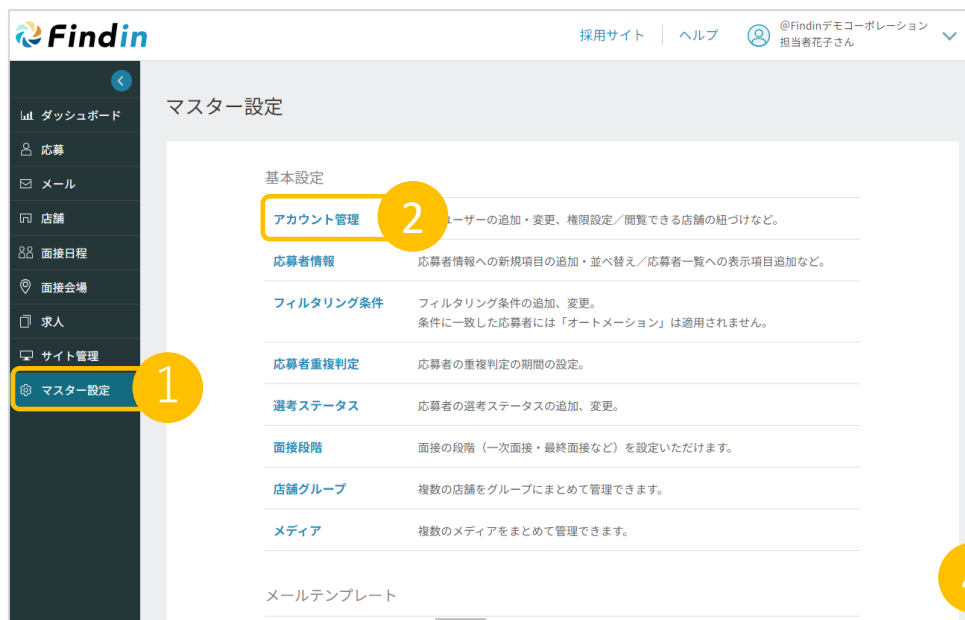 Findin
採用サイト
ヘルプ
@Findinデモコーポレーション
担当者花子さん
マスター設定
ダッシュボード
応募
メール
店舗
面接日程
面接会場
求人
サイト管理
マスター設定
1
基本設定
アカウント管理
2
ーザーの追加・変更、権限設定／閲覧できる店舗の紐づけなど。
応募者情報
応募者情報への新規項目の追加・並べ替え／応募者一覧への表示項目追加など。
フィルタリング条件
フィルタリング条件の追加、変更。
条件に一致した応募者には「オートメーション」は適用されません。
応募者重複判定
応募者の重複判定の期間の設定。
選考ステータス
応募者の選考ステータスの追加、変更。
面接段階
面接の段階（一次面接・最終面接など）を設定いただけます。
店舗グループ
複数の店舗をグループにまとめて管理できます。
メディア
複数のメディアをまとめて管理できます。
メールテンプレート